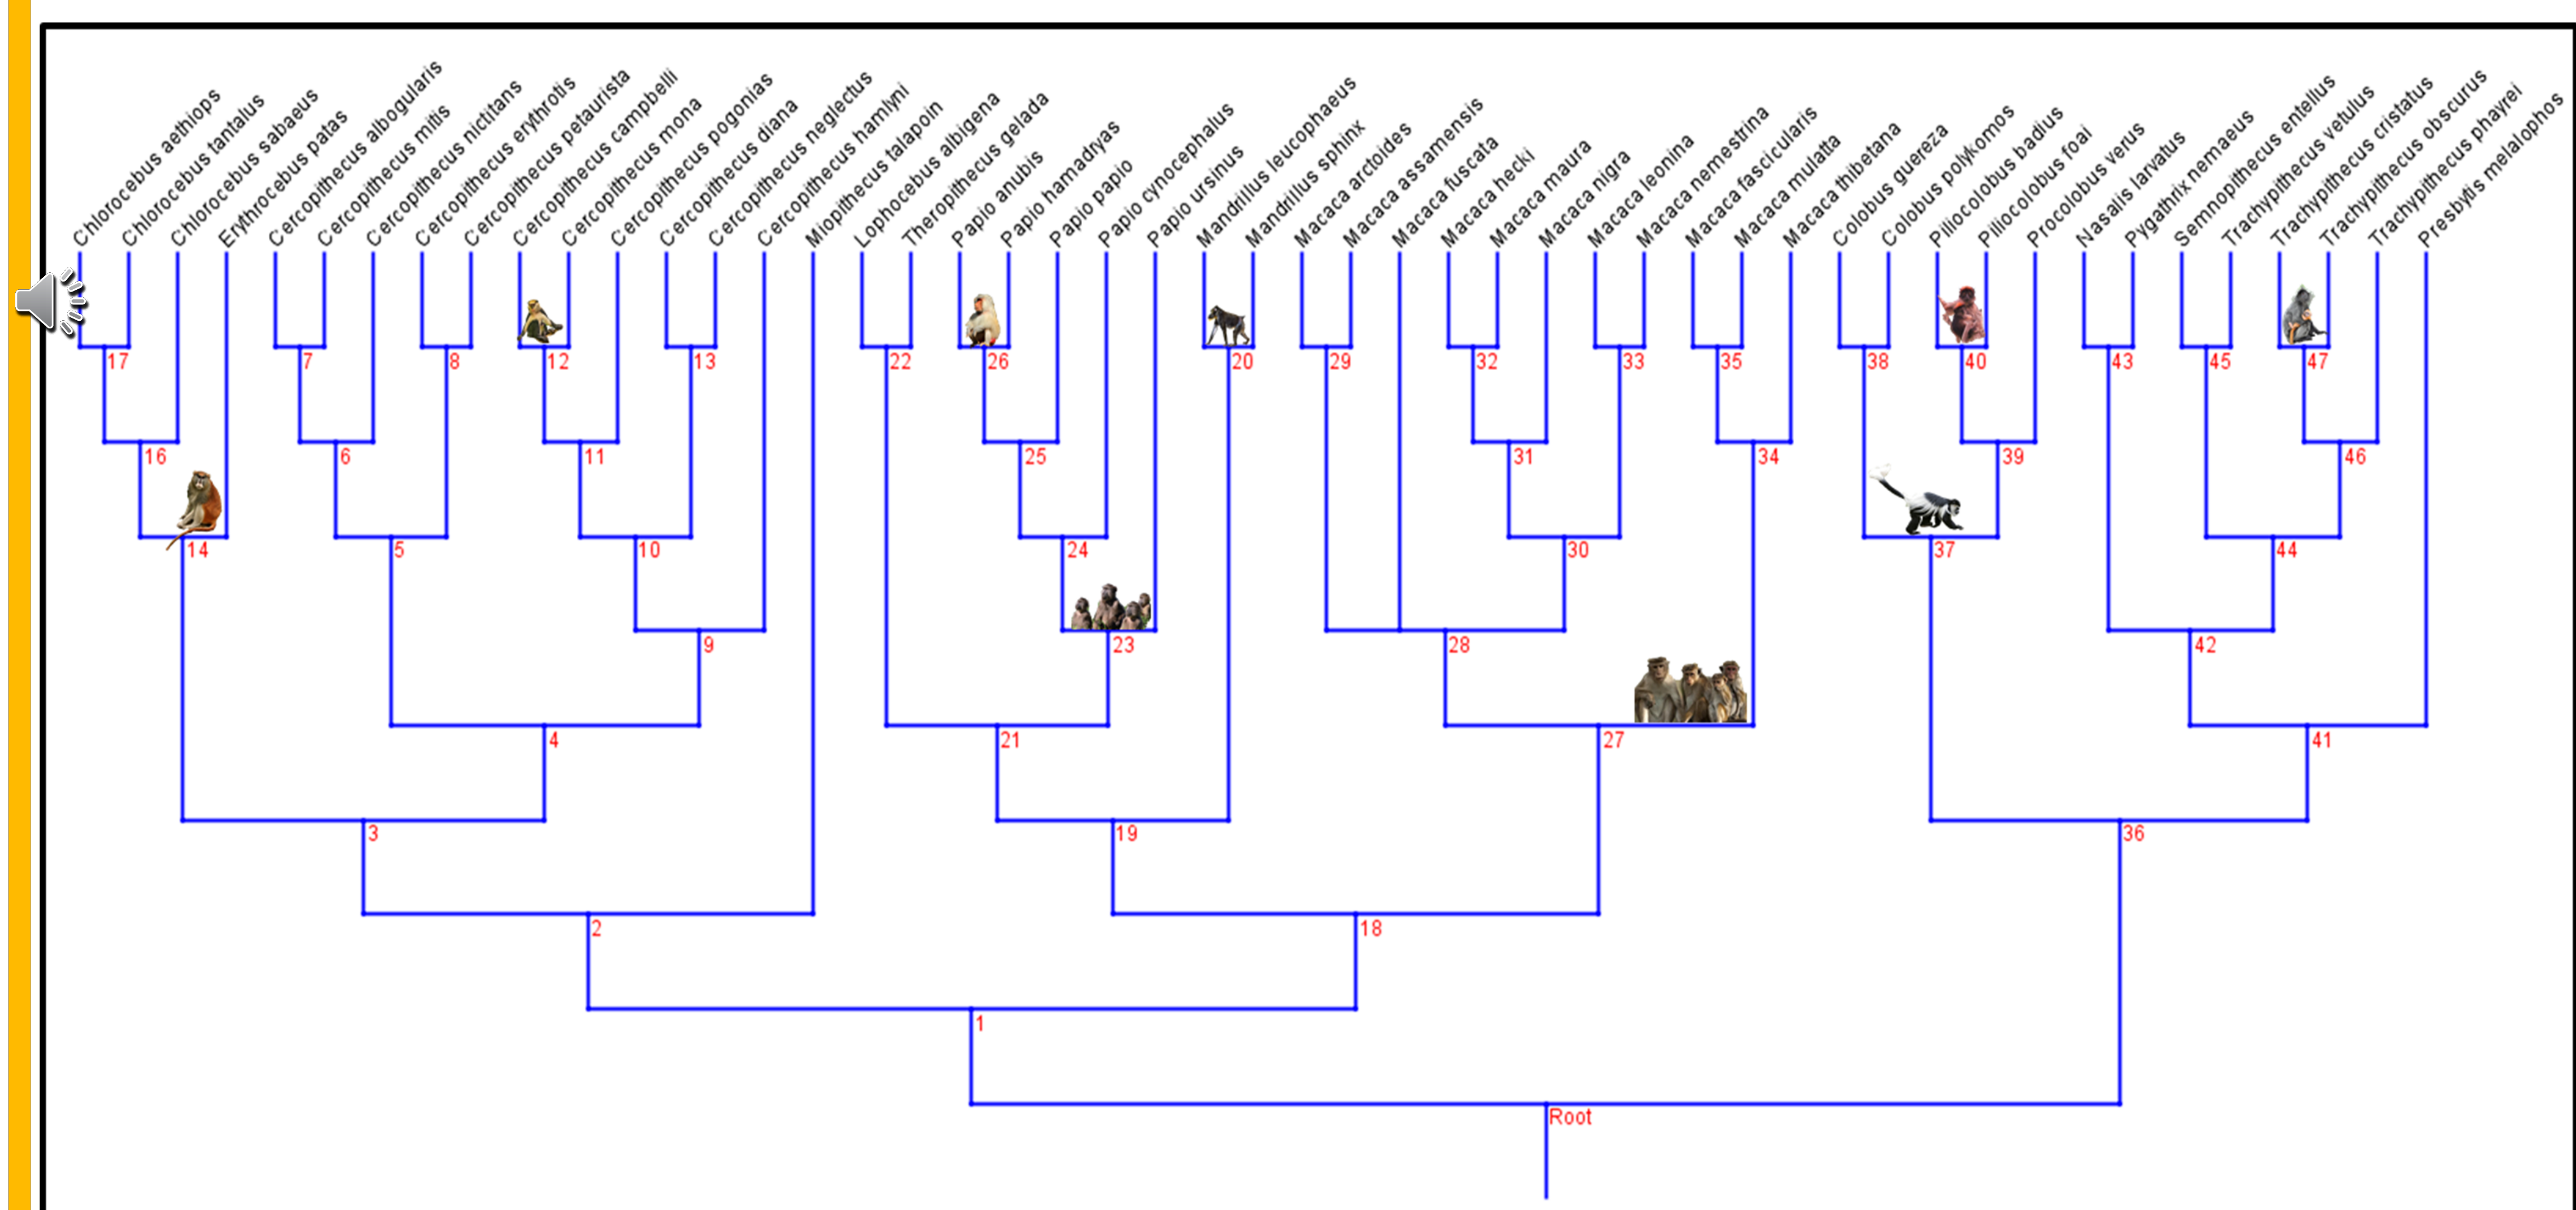 Chlorocebus aethiops
Chlorocebus tantalus
Chlorocebus sabaeus
Erythrocebus patas
Cercopithecus albogularis
Cercopithecus mitis
Cercopithecus nictitans
Cercopithecus erythrotis
Cercopithecus petaurista
Cercopithecus campbelli
Cercopithecus mona
Cercopithecus pogonias
Cercopithecus diana
Cercopithecus neglectus
Cercopithecus hamlyni
Miopithecus talapoin
Lophocebus albigena
Theropithecus gelada
Papio anubis
Papio hamadryas
Papio papio
Papio cynocephalus
Papio ursinus
Mandrillus leucophaeus
Mandrillus sphinx
Macaca arctoides
Macaca assamensis
Macaca fuscata
Macaca hecki
Macaca maura
Macaca nigra
Macaca leonina
Macaca nemestrina
Macaca fascicularis
Macaca mulatta
Macaca thibetana
Colobus guereza
Colobus polykomos
Piliocolobus badius
Piliocolobus foai
Procolobus verus
Nasalis larvatus
Pygathrix nemaeus
Semnopithecus entellus
Trachypithecus vetulus
Trachypithecus cristatus
Trachypithecus obscurus
Trachypithecus phayrei
Presbytis melalophos
17 7 8 12 13 22 26 20 29 32 33 35 38 40 43 45 47
16 6 11 25 31 34 39 46
14 5 10 24 30 37 44
9 23 28 42
4 21 27 41
3 19 36
2 18
1
Root